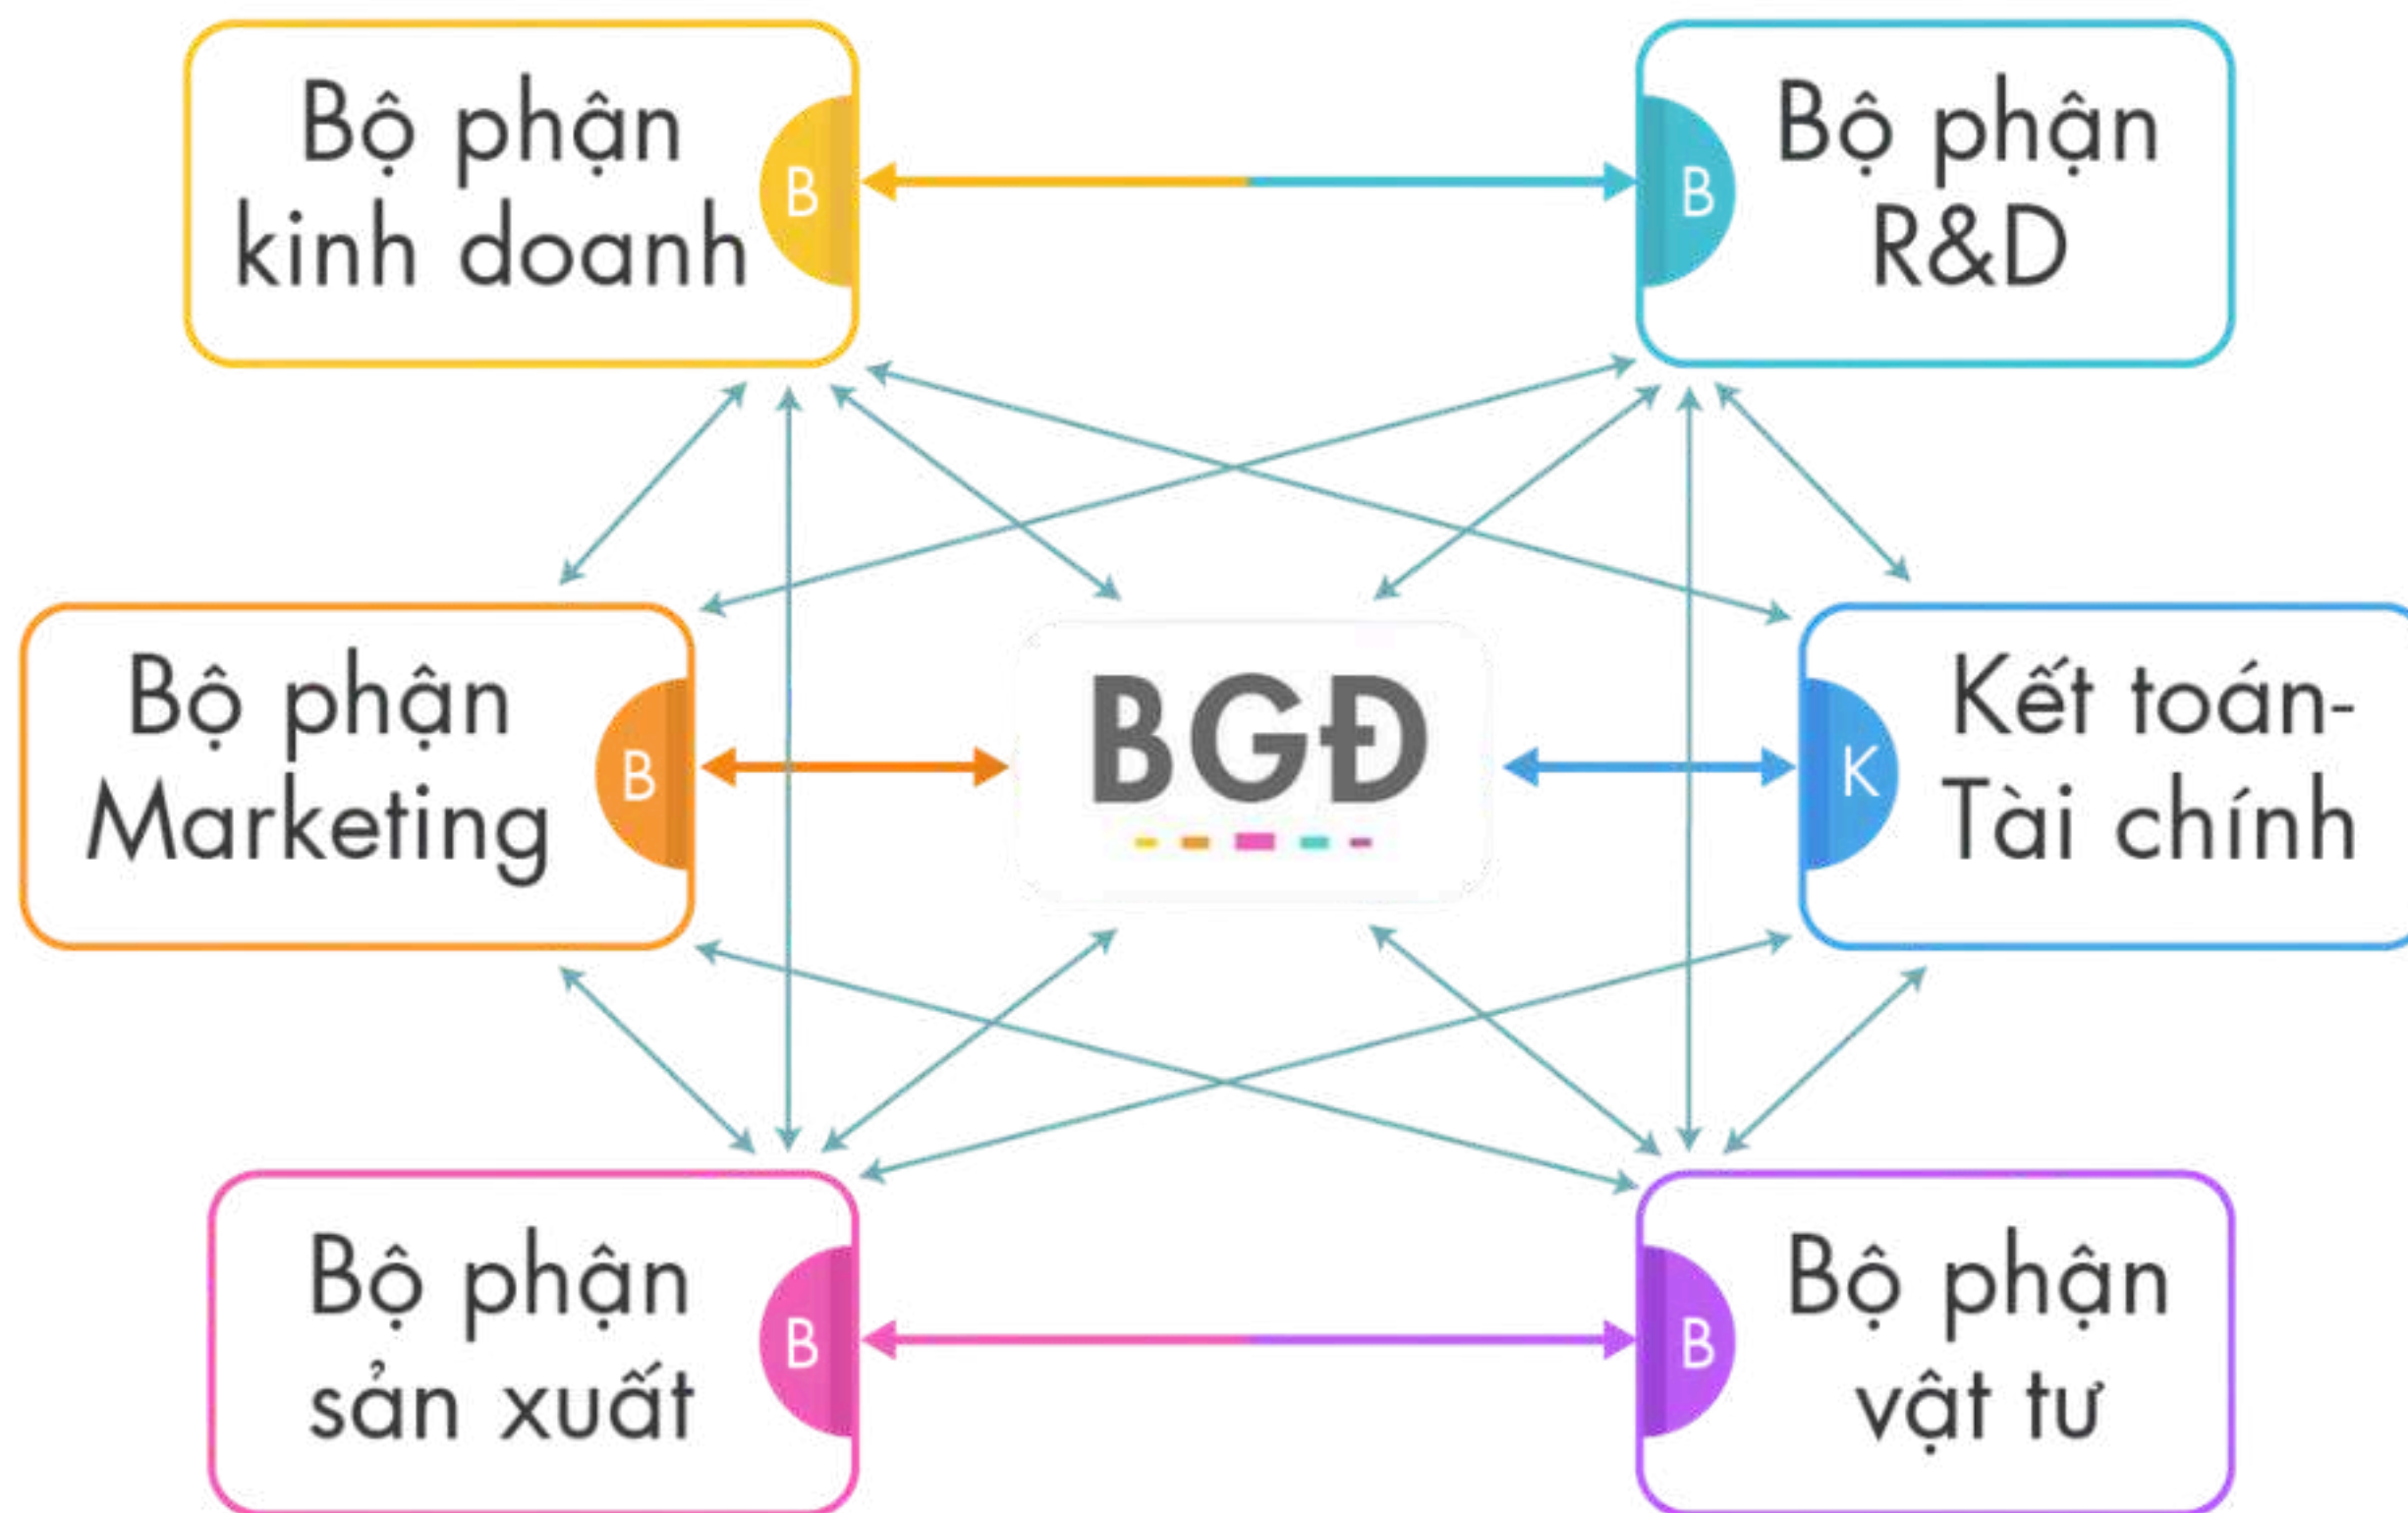 Bộ phận
kinh doanh
B
B
Bộ phận
R&D
Bộ phận
Marketing
B
BGĐ
K
Kết toán-
Tài chính
Bộ phận
sản xuất
B
B
Bộ phận
vật tư